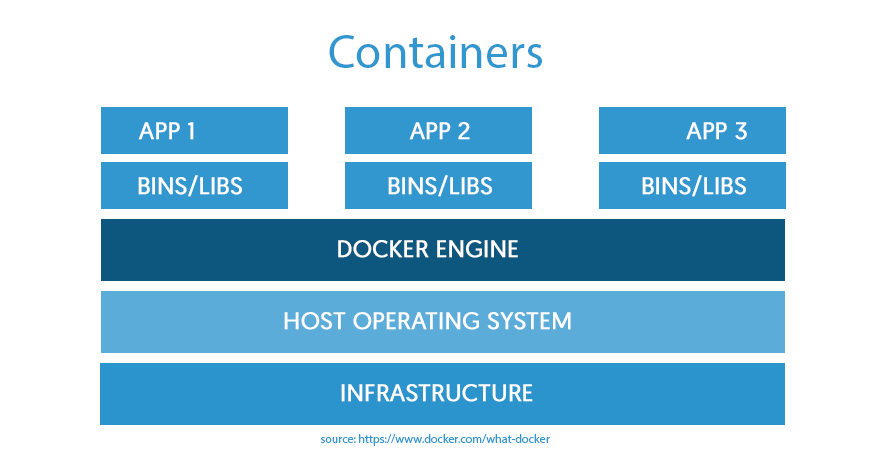 Containers
APP 1
APP 2
APP 3
BINS/LIBS
BINS/LIBS
BINS/LIBS
DOCKER ENGINE
HOST OPERATING SYSTEM
INFRASTRUCTURE
source: https://www.docker.com/what-docker